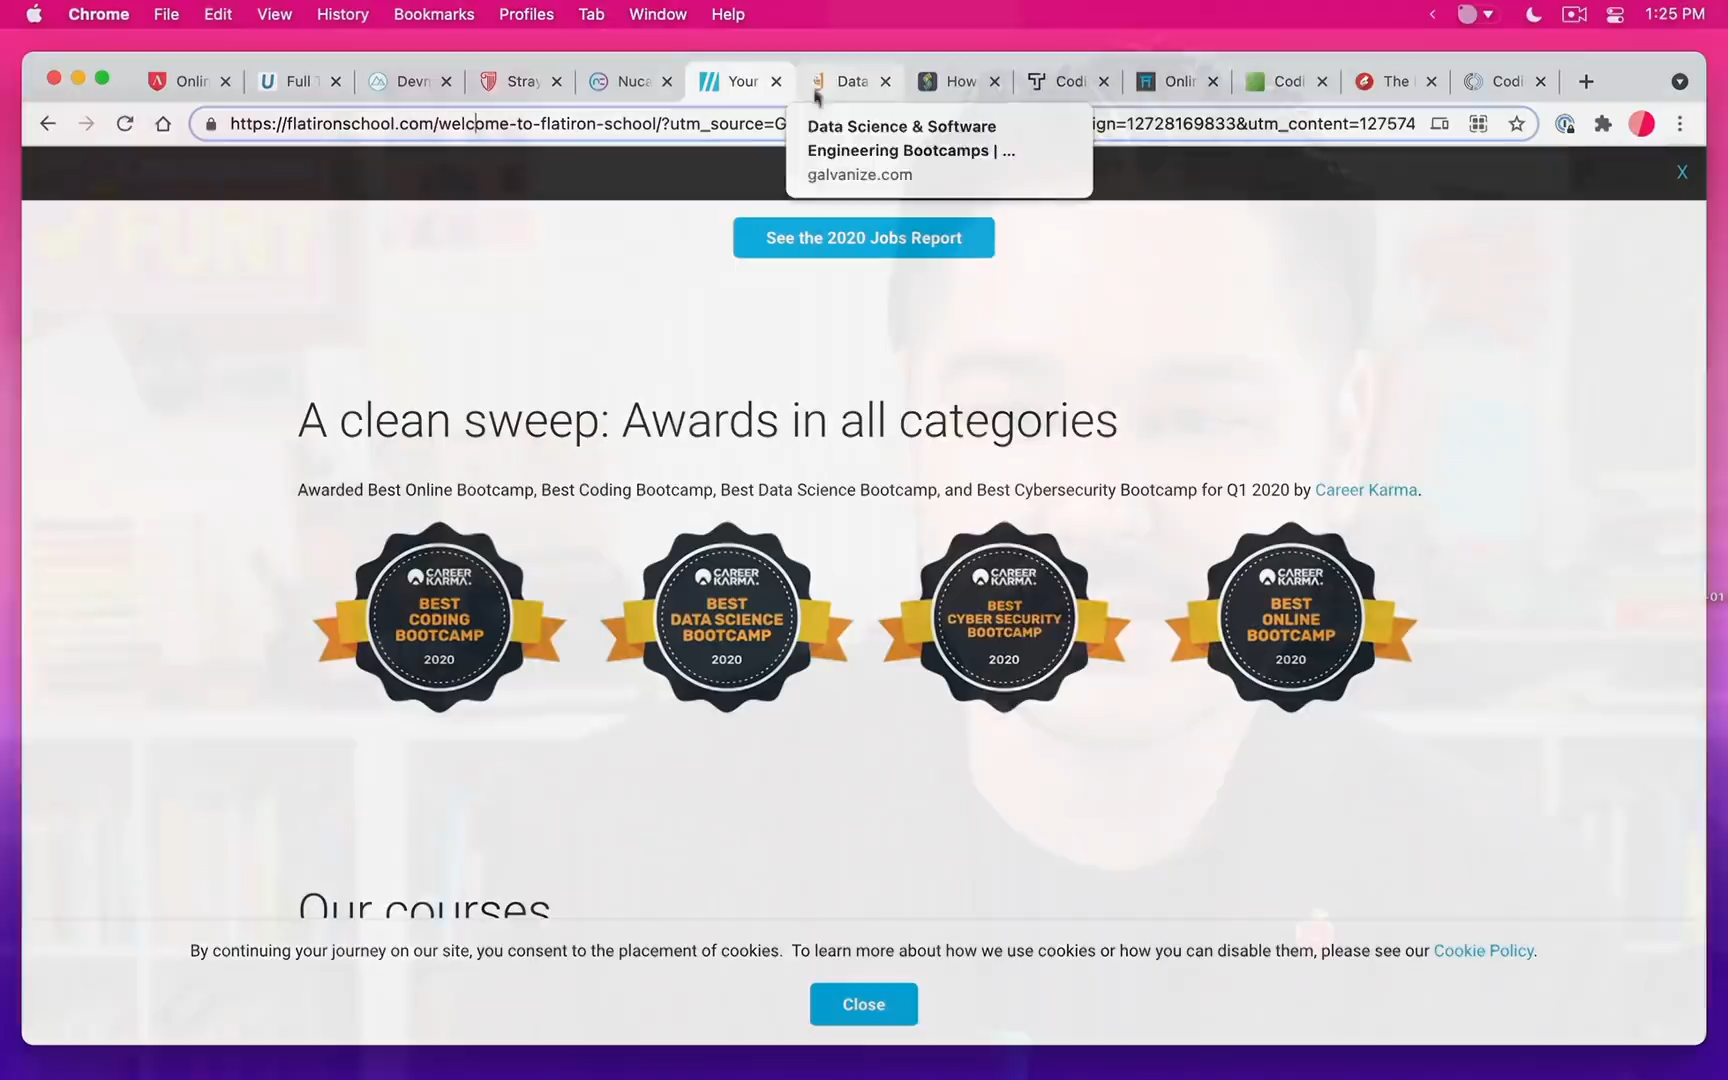 Chrome File Edit View History Bookmarks Profiles Tab Window Help 1:25 PM
Onlin Full T Devn Stray Nuca Your Data How Codi Onlin Codi The Codi
https://flatironschool.com/welcome-to-flatiron-school/?utm_source=G ign=12728169833&utm_content=127574
Data Science & Software
Engineering Bootcamps | ...
galvanize.com
X
See the 2020 Jobs Report
A clean sweep: Awards in all categories
Awarded Best Online Bootcamp, Best Coding Bootcamp, Best Data Science Bootcamp, and Best Cybersecurity Bootcamp for Q1 2020 by Career Karma.
CAREER KARMA.
BEST CODING BOOTCAMP
2020
CAREER KARMA.
BEST DATA SCIENCE BOOTCAMP
2020
CAREER KARMA.
BEST CYBER SECURITY BOOTCAMP
2020
CAREER KARMA.
BEST ONLINE BOOTCAMP
2020
-01
Our courses
By continuing your journey on our site, you consent to the placement of cookies. To learn more about how we use cookies or how you can disable them, please see our Cookie Policy.
Close